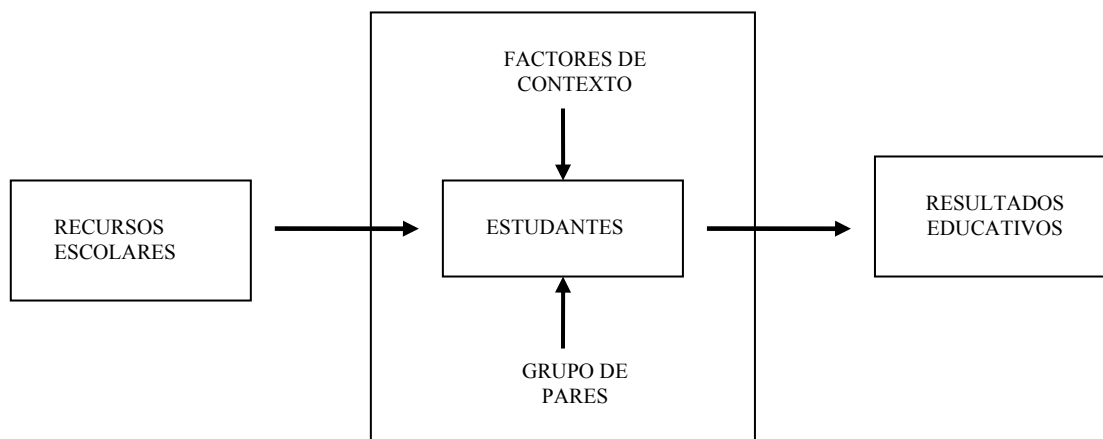 FACTORES DE
CONTEXTO
RECURSOS
ESCOLARES
ESTUDANTES
RESULTADOS
EDUCATIVOS
GRUPO DE
PARES